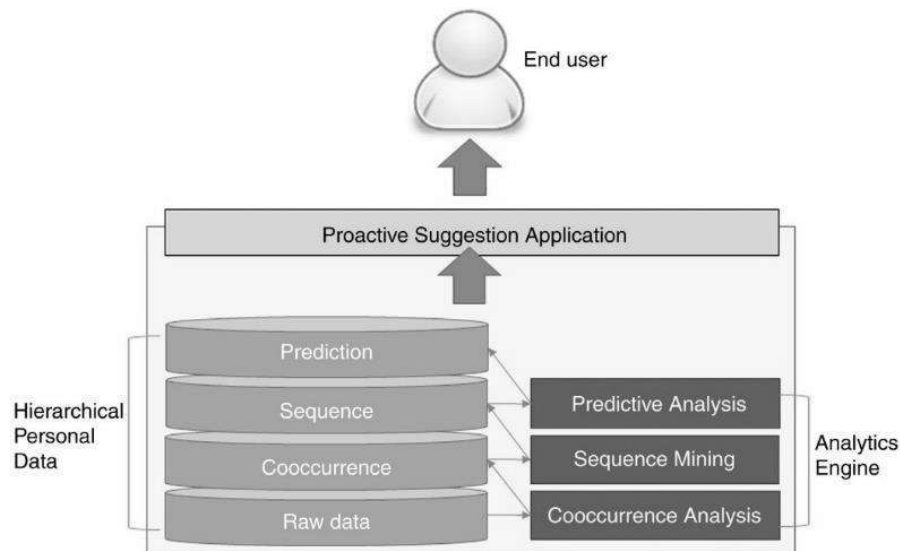 End user
Proactive Suggestion Application
Prediction
Sequence
Cooccurrence
Raw data
Hierarchical
Personal
Data
Predictive Analysis
Sequence Mining
Cooccurrence Analysis
Analytics
Engine